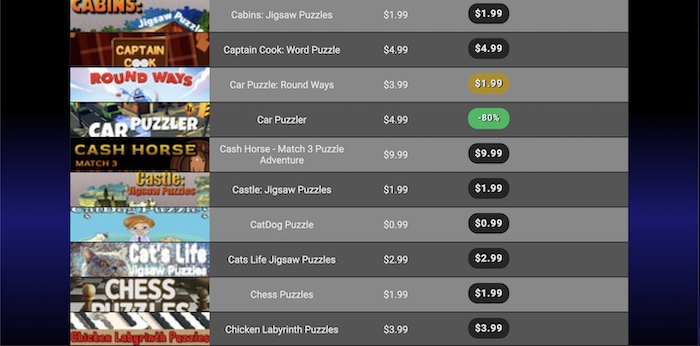 CABINS:
Jigsaw Puzzle
Cabins: Jigsaw Puzzles $1.99 $1.99
CAPTAIN
COOK
Captain Cook: Word Puzzle $4.99 $4.99
ROUND WAYS
Car Puzzle: Round Ways $3.99 $1.99
CAR PUZZLER
Car Puzzler $4.99 -80%
CASH HORSE
MATCH 3
Cash Horse - Match 3 Puzzle
Adventure $9.99 $9.99
Castle:
Jigsaw Puzzles
Castle: Jigsaw Puzzles $1.99 $1.99
CatDog Puzzle
CatDog Puzzle $0.99 $0.99
Cat's Life
Jigsaw Puzzles
Cats Life Jigsaw Puzzles $2.99 $2.99
CHESS
PUZZLES
Chess Puzzles $1.99 $1.99
Chicken Labyrinth Puzzles
Chicken Labyrinth Puzzles $3.99 $3.99